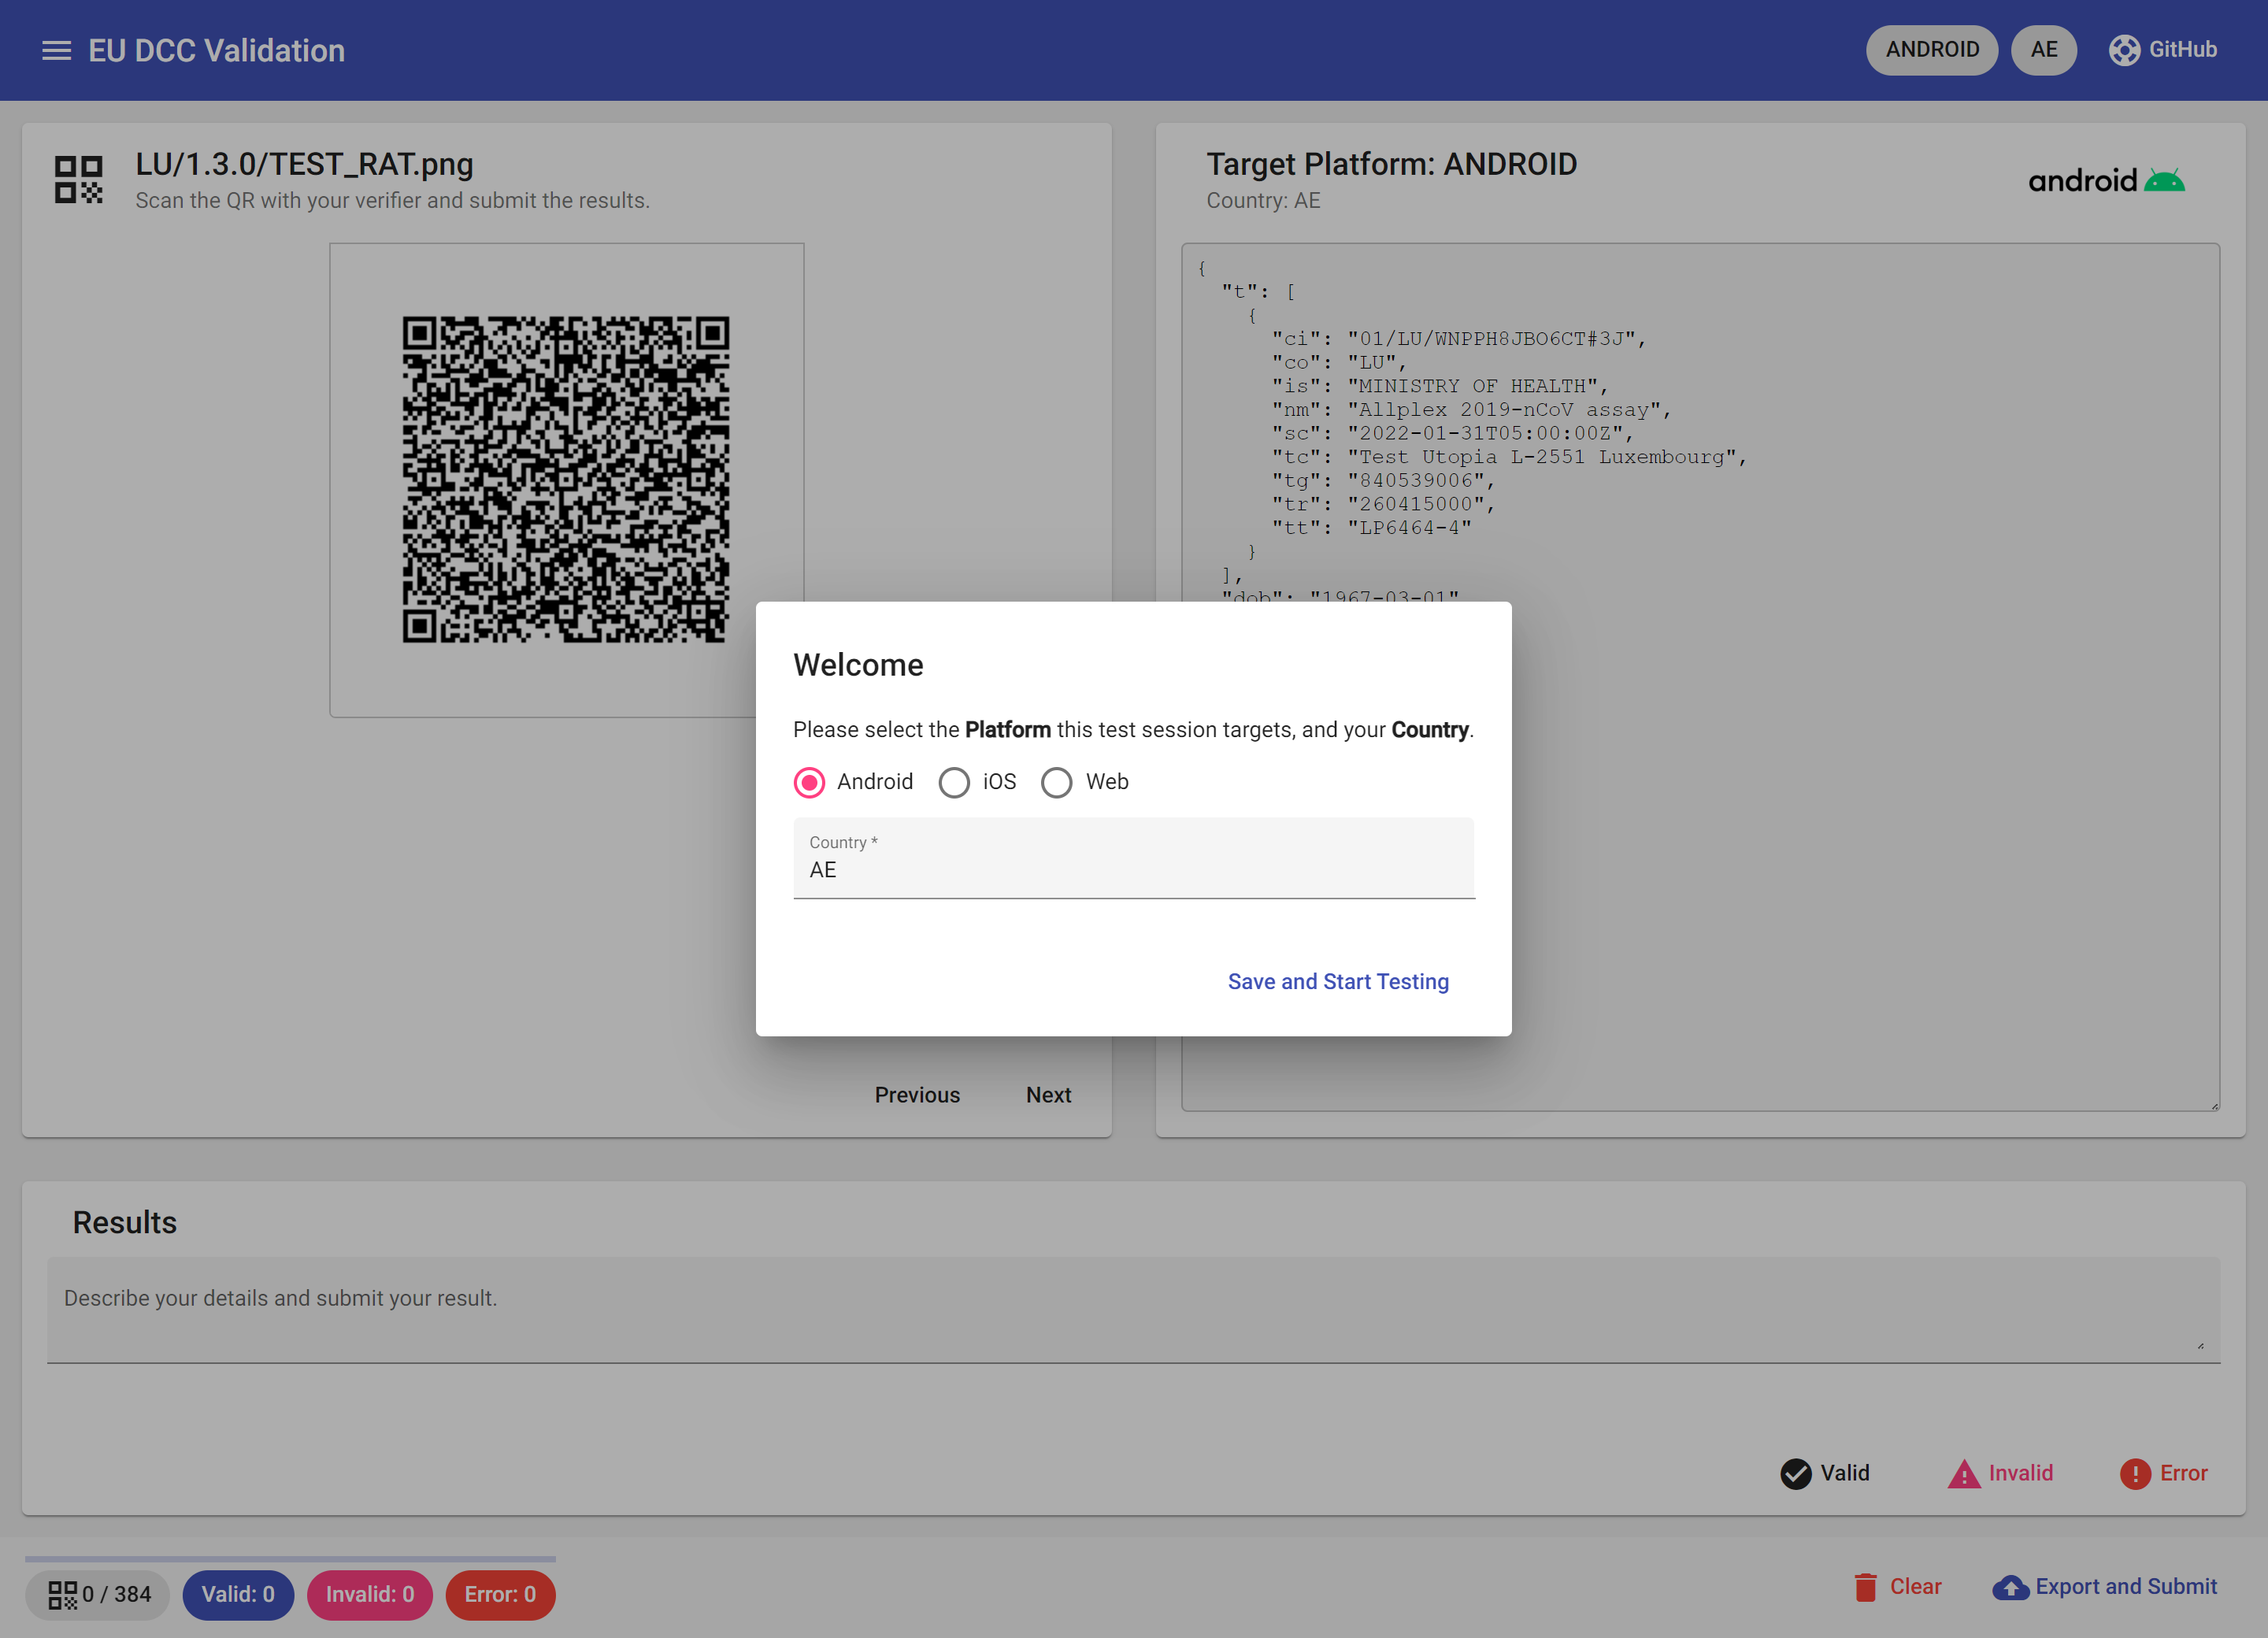 EU DCC Validation
ANDROID
AE
GitHub
LU/1.3.0/TEST_RAT.png
Scan the QR with your verifier and submit the results.
Target Platform: ANDROID
Country: AE
android
{
"t": [
{
"ci": "01/LU/WNPPH8JBO6CT#3J",
"co": "LU",
"is": "MINISTRY OF HEALTH",
"nm": "Allplex 2019-nCoV assay",
"sc": "2022-01-31T05:00:00Z",
"tc": "Test Utopia L-2551 Luxembourg",
"tg": "840539006",
"tr": "260415000",
"tt": "LP6464-4"
}
],
"dob": "1967-03-01"
Welcome
Please select the Platform this test session targets, and your Country.
Android
iOS
Web
Country *
AE
Save and Start Testing
Previous
Next
Results
Describe your details and submit your result.
Valid
Invalid
Error
0 / 384
Valid: 0
Invalid: 0
Error: 0
Clear
Export and Submit